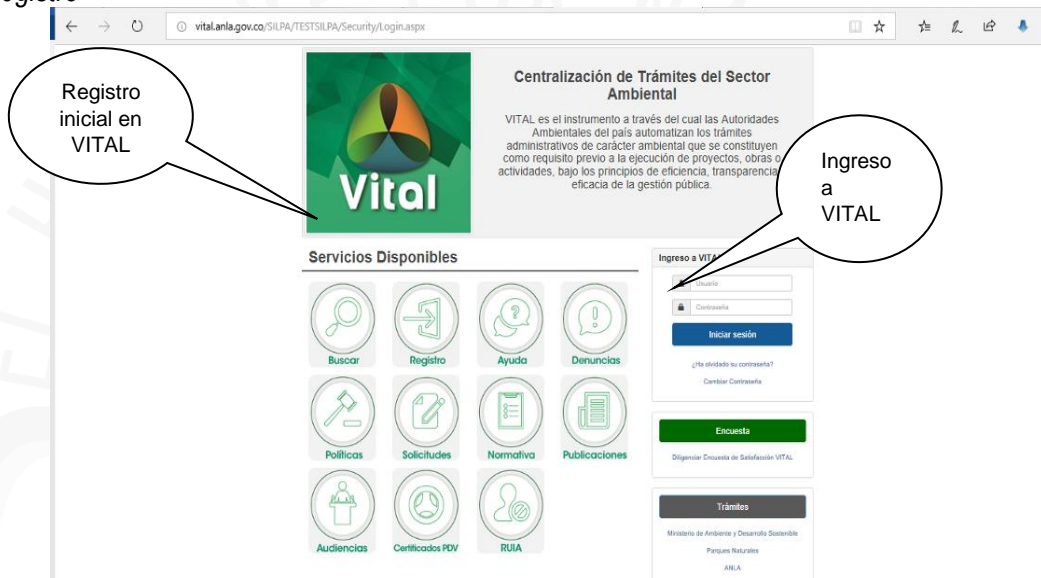 egistro
vital.anla.gov.co/SILPA/TESTSILPA/Security/Login.aspx
Registro
inicial en
VITAL
Vital
Centralización de Trámites del Sector
Ambiental
VITAL es el instrumento a través del cual las Autoridades
Ambientales del país automatizan los trámites
administrativos de carácter ambiental que se constituyen
como requisito previo a la ejecución de proyectos, obras o
actividades, bajo los principios de eficiencia, transparencia
eficacia de la gestión pública.
Ingreso
a
VITAL
Servicios Disponibles
Buscar
Registro
Ayuda
Denuncias
Políticas
Solicitudes
Normativa
Publicaciones
Audiencias
Certificados PDV
RUIA
Ingreso a VITAL
Usuario
Contraseña
Iniciar sesión
¿Ha olvidado su contraseña?
Cambiar Contraseña
Encuesta
Diligenciar Encuesta de Satisfacción VITAL
Trámites
Ministerio de Ambiente y Desarrollo Sostenible
Parques Naturales
ANLA